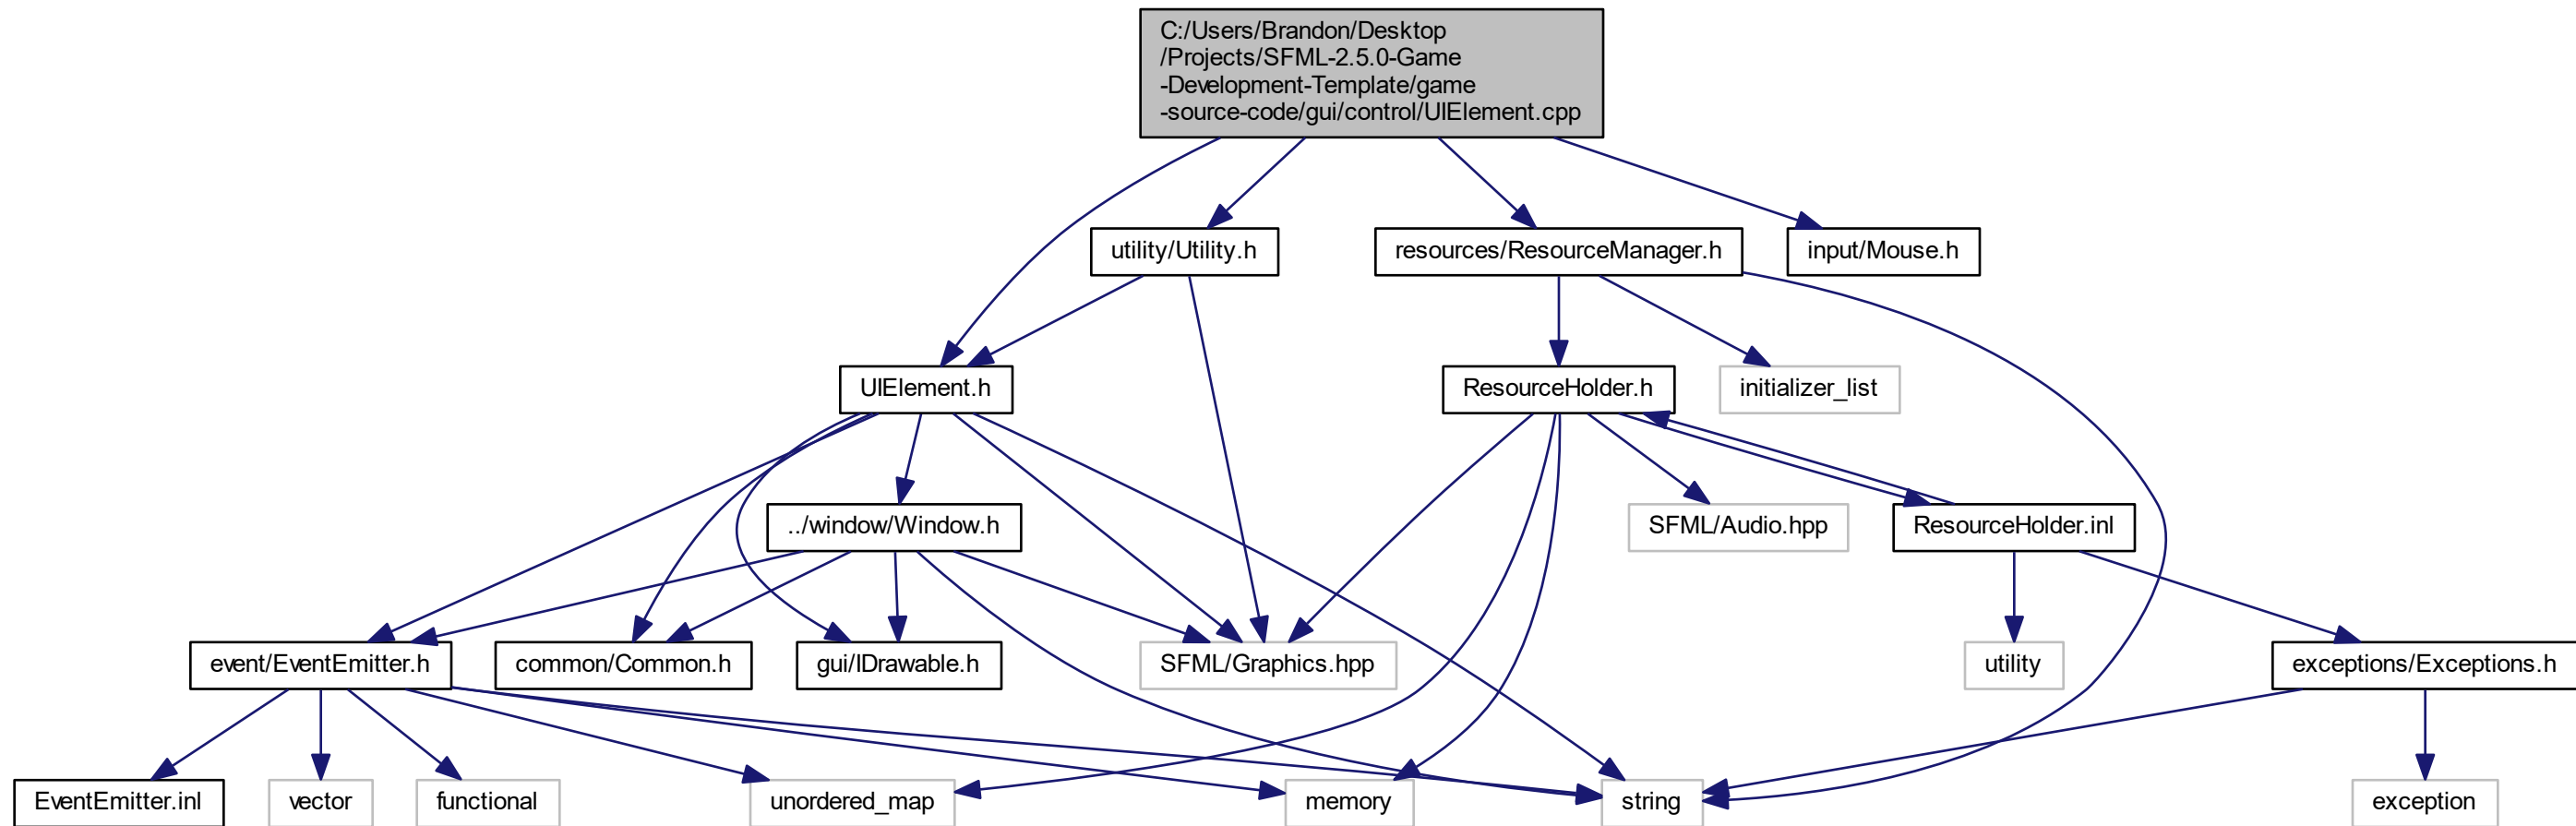 C:/Users/Brandon/Desktop
/Projects/SFML-2.5.0-Game
-Development-Template/game
-source-code/gui/control/UIElement.cpp
utility/Utility.h
resources/ResourceManager.h
input/Mouse.h
UIElement.h
ResourceHolder.h
initializer_list
../window/Window.h
SFML/Audio.hpp
ResourceHolder.inl
event/EventEmitter.h
common/Common.h
gui/IDrawable.h
SFML/Graphics.hpp
utility
exceptions/Exceptions.h
EventEmitter.inl
vector
functional
unordered_map
memory
string
exception